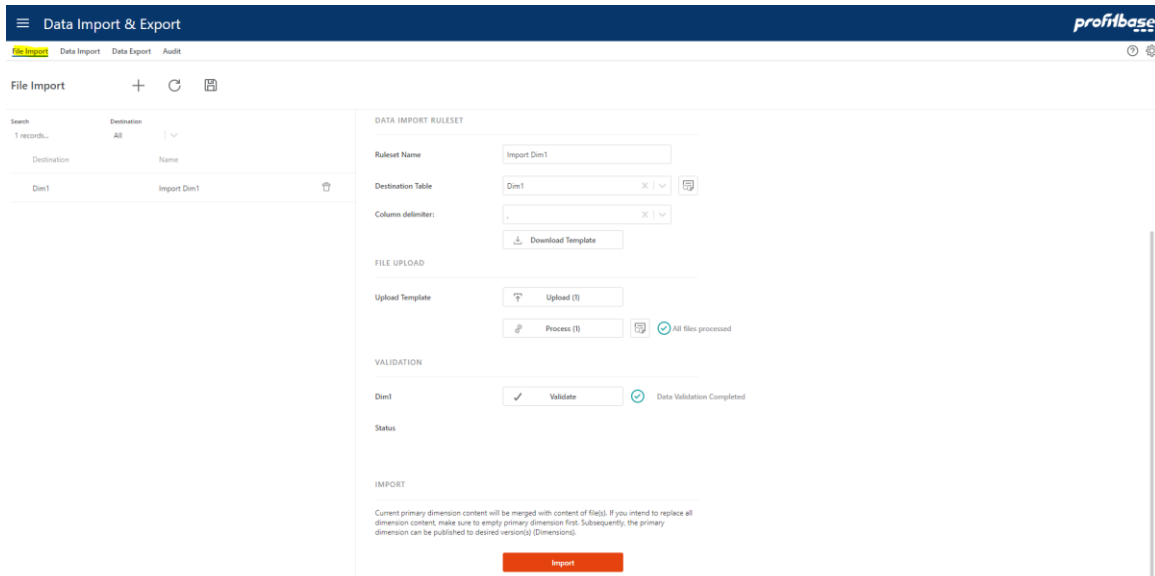 Data Import & Export
profitbase
File Import Data Import Data Export Audit
File Import
Search Destination
1 records... All
Destination Name
Dim1 Import Dim1
DATA IMPORT RULESET
Ruleset Name Import Dim1
Destination Table Dim1
Column delimiter: ,
Download Template
FILE UPLOAD
Upload Template Upload (1)
Process (1) All files processed
VALIDATION
Dim1 Validate Data Validation Completed
Status
IMPORT
Current primary dimension content will be merged with content of file(s). If you intend to replace all
dimension content, make sure to empty primary dimension first. Subsequently, the primary
dimension can be published to desired version(s) (Dimensions).
Import